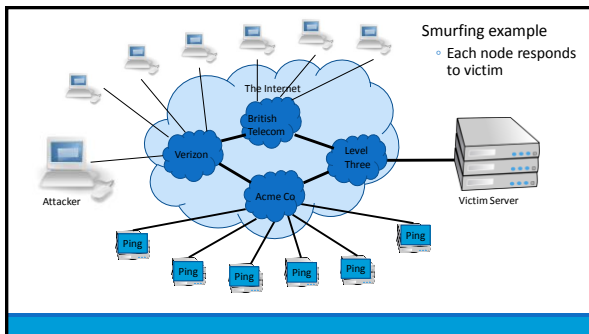 Smurfing example
◦ Each node responds
to victim
The Internet
British
Telecom
Verizon
Level
Three
Attacker
Acme Co
Victim Server
Ping
Ping
Ping
Ping
Ping
Ping